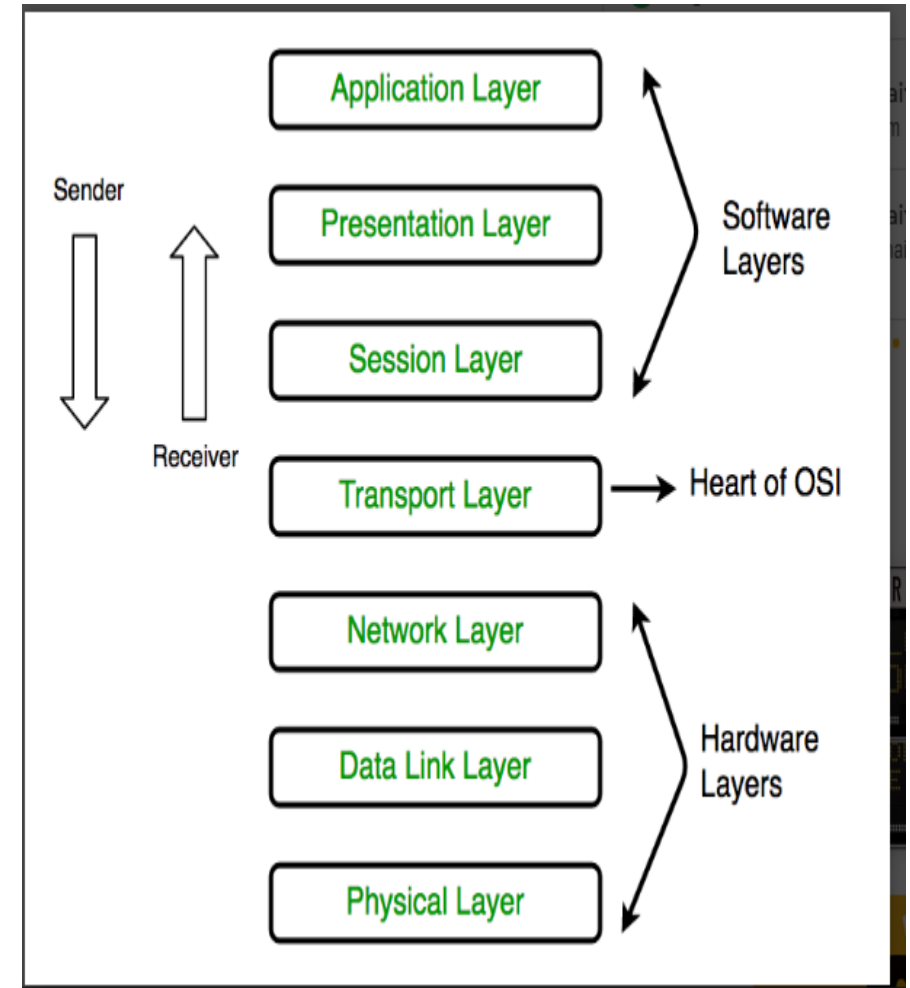 Application Layer
Sender
Presentation Layer
Software
Layers
Session Layer
Receiver
Transport Layer
Heart of OSI
Network Layer
Hardware
Layers
Data Link Layer
Physical Layer